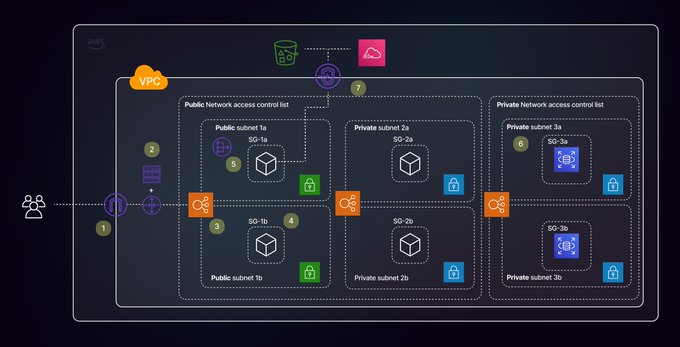 aws
VPC
7
Public Network access control list
Private Network access control list
Public subnet 1a
Private subnet 2a
Private subnet 3a
SG-1a
SG-2a
SG-3a
2
5
6
+
1
3
4
SG-1b
SG-2b
SG-3b
Public subnet 1b
Private subnet 2b
Private subnet 3b